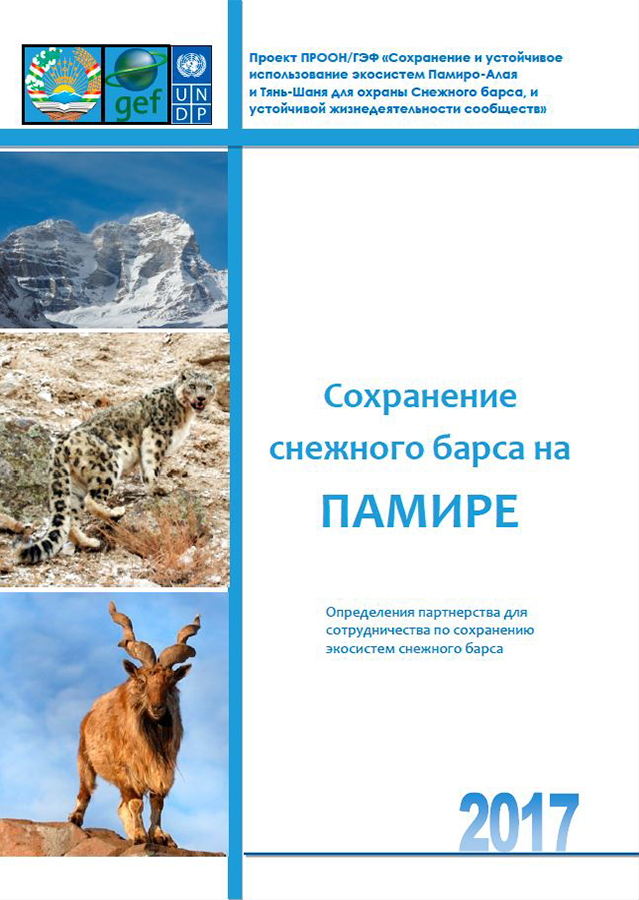 gef
U N
D P
Проект ПРООН/ГЭФ «Сохранение и устойчивое
использование экосистем Памиро-Алая
и Тянь-Шаня для охраны Снежного барса, и
устойчивой жизнедеятельности сообществ»
Сохранение
снежного барса на
ПАМИРЕ
Определения партнерства для
сотрудничества по сохранению
экосистем снежного барса
2017